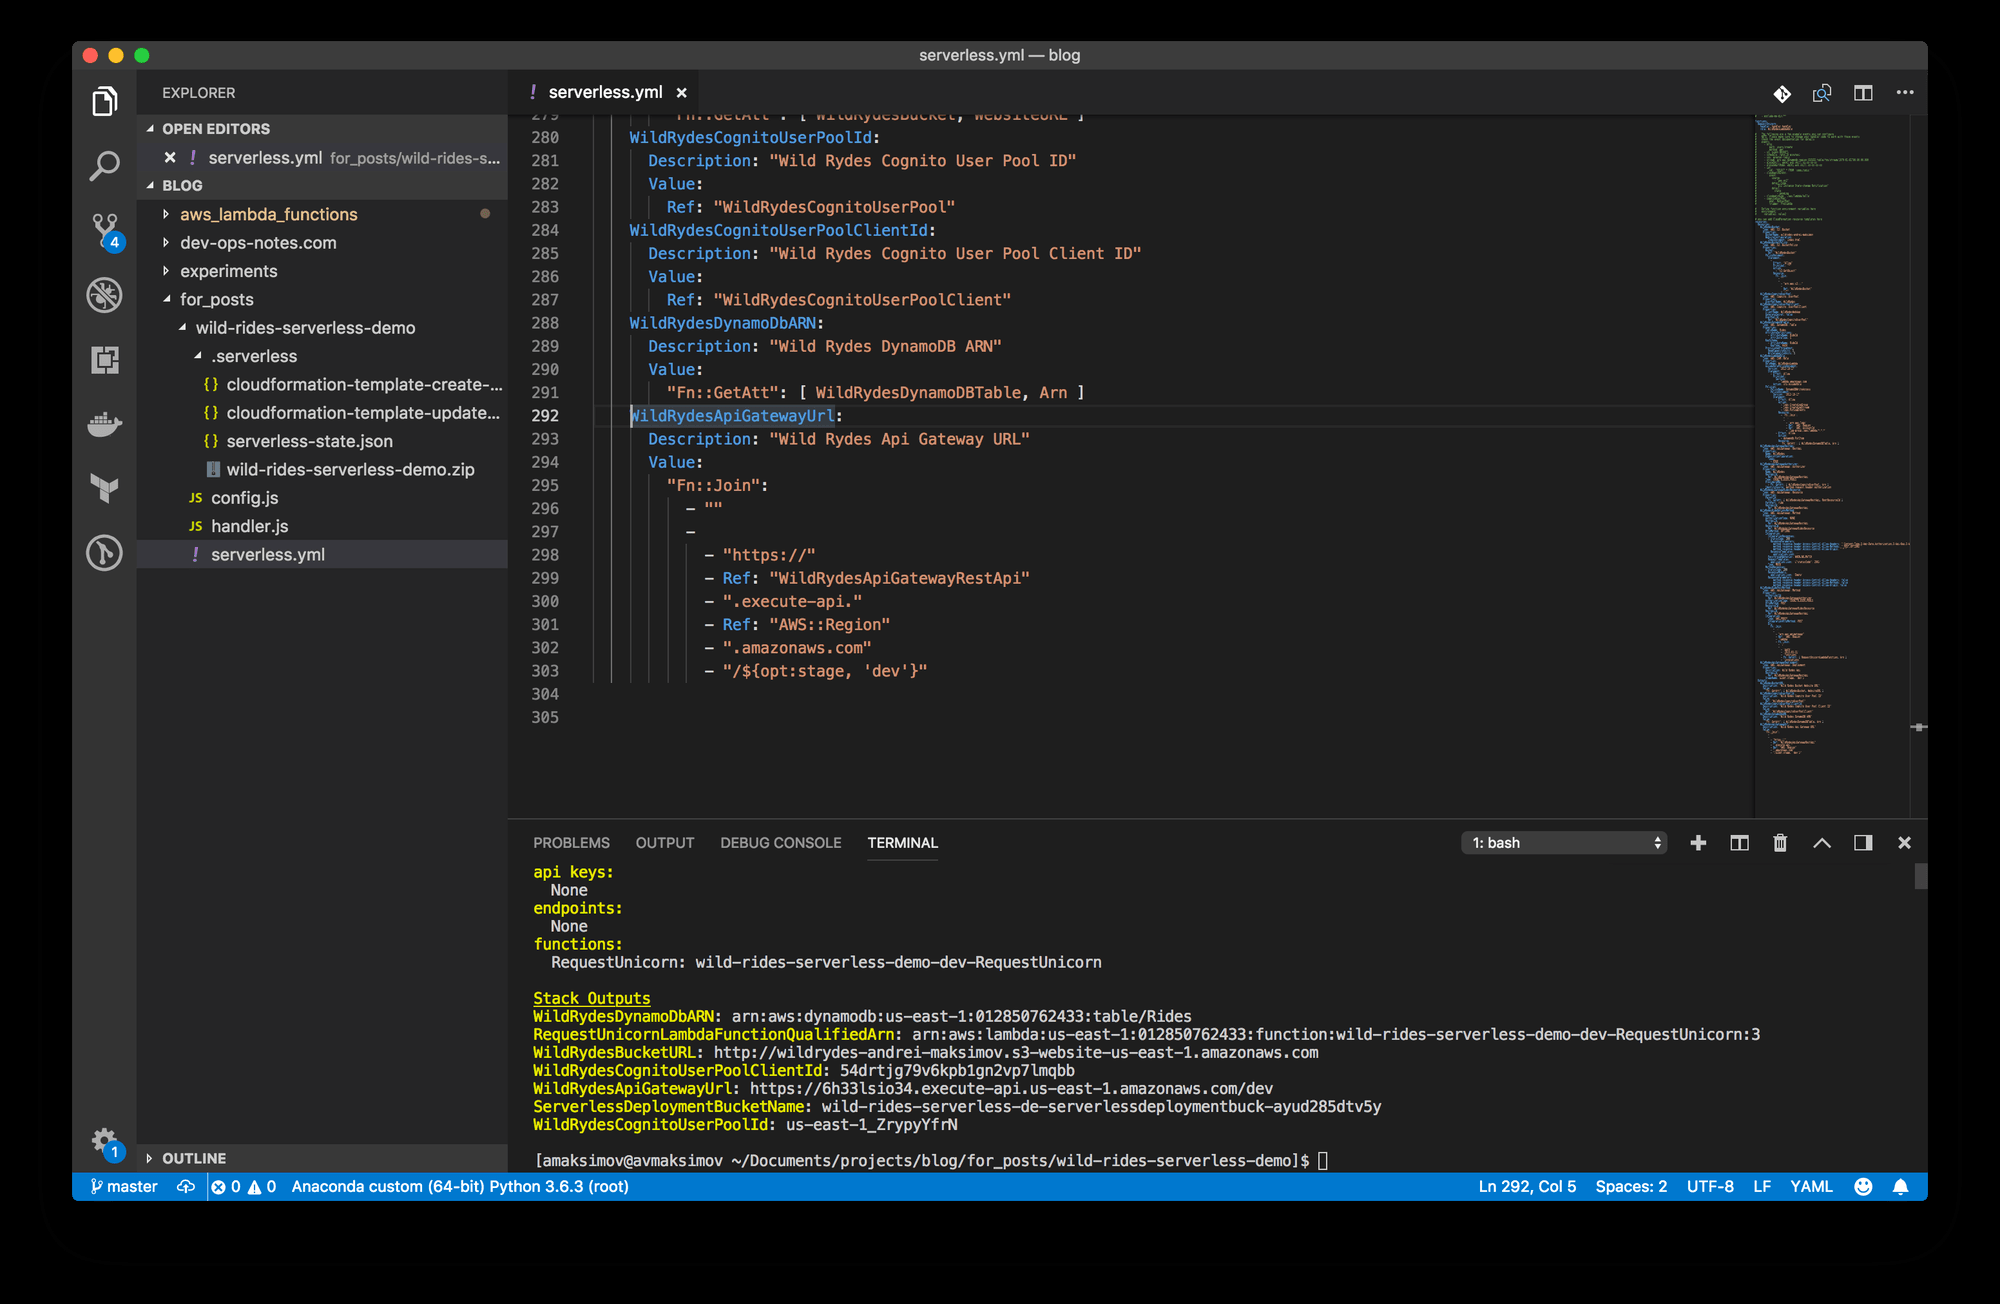 serverless.yml — blog
EXPLORER
OPEN EDITORS
! serverless.yml for_posts/wild-rides-s...
BLOG
aws_lambda_functions
dev-ops-notes.com
experiments
for_posts
wild-rides-serverless-demo
.serverless
{} cloudformation-template-create-...
{} cloudformation-template-update...
{} serverless-state.json
wild-rides-serverless-demo.zip
JS config.js
JS handler.js
! serverless.yml
OUTLINE
4
1
! serverless.yml
279 "Fn::GetAtt": [ WildRydesBucket, WebsiteURL ]
280 WildRydesCognitoUserPoolId:
281 Description: "Wild Rydes Cognito User Pool ID"
282 Value:
283 Ref: "WildRydesCognitoUserPool"
284 WildRydesCognitoUserPoolClientId:
285 Description: "Wild Rydes Cognito User Pool Client ID"
286 Value:
287 Ref: "WildRydesCognitoUserPoolClient"
288 WildRydesDynamoDbARN:
289 Description: "Wild Rydes DynamoDB ARN"
290 Value:
291 "Fn::GetAtt": [ WildRydesDynamoDBTable, Arn ]
292 WildRydesApiGatewayUrl:
293 Description: "Wild Rydes Api Gateway URL"
294 Value:
295 "Fn::Join":
296 - ""
297 -
298 - "https://"
299 - Ref: "WildRydesApiGatewayRestApi"
300 - ".execute-api."
301 - Ref: "AWS::Region"
302 - ".amazonaws.com"
303 - "/${opt:stage, 'dev'}"
304
305
PROBLEMS OUTPUT DEBUG CONSOLE TERMINAL 1: bash
api keys:
None
endpoints:
None
functions:
RequestUnicorn: wild-rides-serverless-demo-dev-RequestUnicorn
Stack Outputs
WildRydesDynamoDbARN: arn:aws:dynamodb:us-east-1:012850762433:table/Rides
RequestUnicornLambdaFunctionQualifiedArn: arn:aws:lambda:us-east-1:012850762433:function:wild-rides-serverless-demo-dev-RequestUnicorn:3
WildRydesBucketURL: http://wildrydes-andrei-maksimov.s3-website-us-east-1.amazonaws.com
WildRydesCognitoUserPoolClientId: 54drtjg79v6kpb1gn2vp7lmqbb
WildRydesApiGatewayUrl: https://6h33lsio34.execute-api.us-east-1.amazonaws.com/dev
ServerlessDeploymentBucketName: wild-rides-serverless-de-serverlessdeploymentbuck-ayud285dtv5y
WildRydesCognitoUserPoolId: us-east-1_ZrypyYfrN
[amaksimov@avmaksimov ~/Documents/projects/blog/for_posts/wild-rides-serverless-demo]$
master 0 0 Anaconda custom (64-bit) Python 3.6.3 (root) Ln 292, Col 5 Spaces: 2 UTF-8 LF YAML